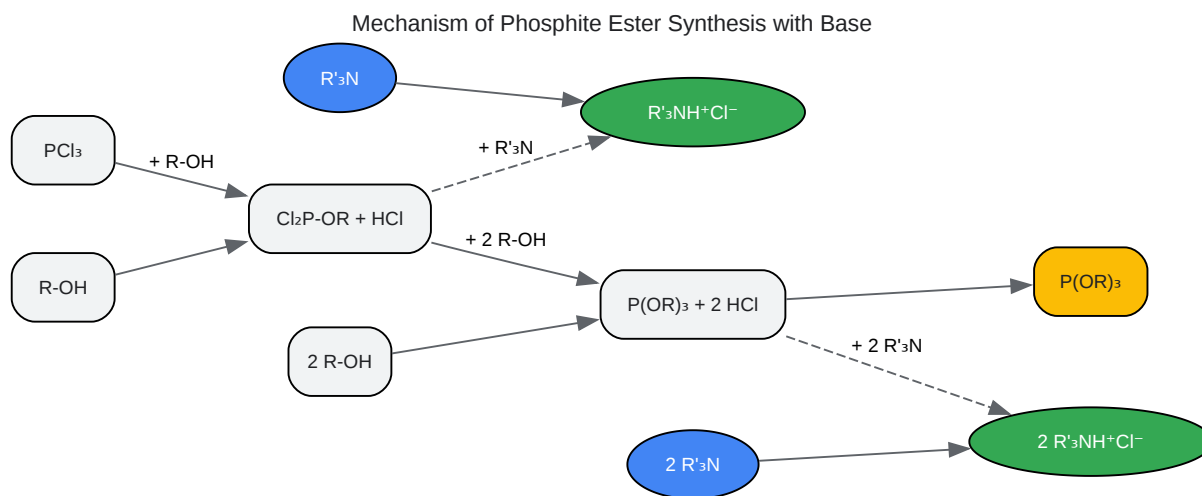 Mechanism of Phosphite Ester Synthesis with Base
R'₃N
R'₃NH⁺Cl⁻
PCl₃
+ R-OH
+ R'₃N
Cl₂P-OR + HCl
+ 2 R-OH
R-OH
P(OR)₃ + 2 HCl
P(OR)₃
2 R-OH
+ 2 R'₃N
2 R'₃N
2 R'₃NH⁺Cl⁻